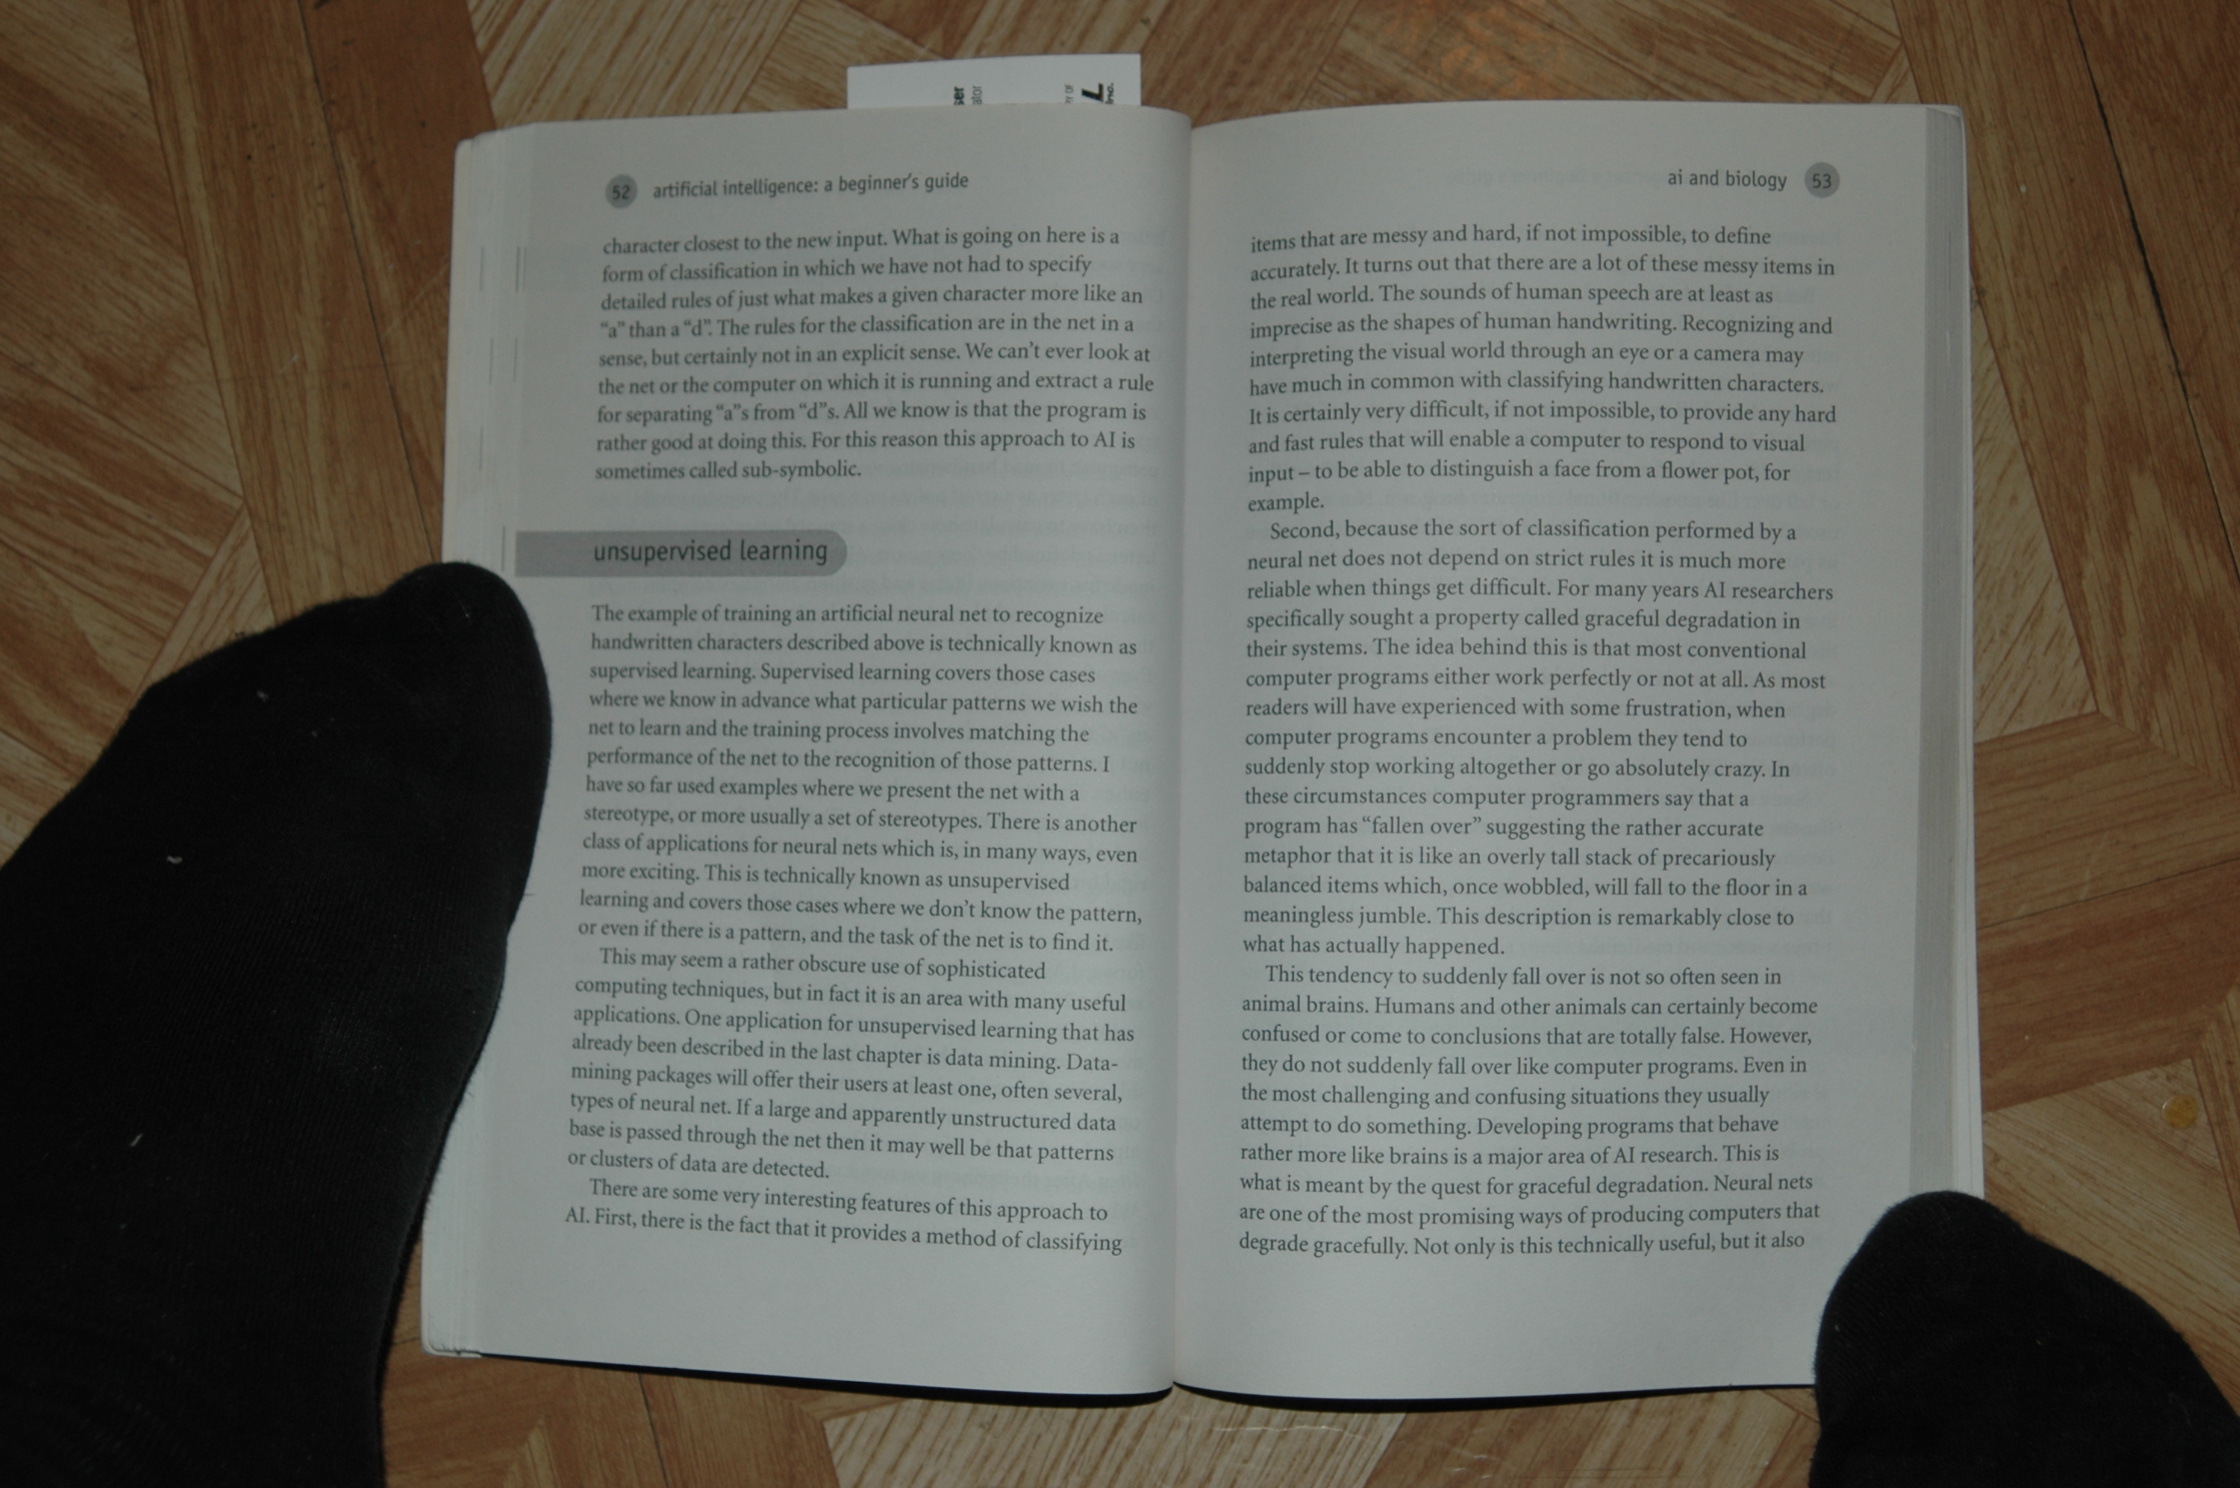 ser
ator
er of
L
Inc.
52 artificial intelligence: a beginner's guide
character closest to the new input. What is going on here is a
form of classification in which we have not had to specify
detailed rules of just what makes a given character more like an
“a” than a “d”. The rules for the classification are in the net in a
sense, but certainly not in an explicit sense. We can’t ever look at
the net or the computer on which it is running and extract a rule
for separating “a”s from “d”s. All we know is that the program is
rather good at doing this. For this reason this approach to AI is
sometimes called sub-symbolic.
unsupervised learning
The example of training an artificial neural net to recognize
handwritten characters described above is technically known as
supervised learning. Supervised learning covers those cases
where we know in advance what particular patterns we wish the
net to learn and the training process involves matching the
performance of the net to the recognition of those patterns. I
have so far used examples where we present the net with a
stereotype, or more usually a set of stereotypes. There is another
class of applications for neural nets which is, in many ways, even
more exciting. This is technically known as unsupervised
learning and covers those cases where we don’t know the pattern,
or even if there is a pattern, and the task of the net is to find it.
This may seem a rather obscure use of sophisticated
computing techniques, but in fact it is an area with many useful
applications. One application for unsupervised learning that has
already been described in the last chapter is data mining. Data-
mining packages will offer their users at least one, often several,
types of neural net. If a large and apparently unstructured data
base is passed through the net then it may well be that patterns
or clusters of data are detected.
There are some very interesting features of this approach to
AI. First, there is the fact that it provides a method of classifying
ai and biology 53
items that are messy and hard, if not impossible, to define
accurately. It turns out that there are a lot of these messy items in
the real world. The sounds of human speech are at least as
imprecise as the shapes of human handwriting. Recognizing and
interpreting the visual world through an eye or a camera may
have much in common with classifying handwritten characters.
It is certainly very difficult, if not impossible, to provide any hard
and fast rules that will enable a computer to respond to visual
input – to be able to distinguish a face from a flower pot, for
example.
Second, because the sort of classification performed by a
neural net does not depend on strict rules it is much more
reliable when things get difficult. For many years AI researchers
specifically sought a property called graceful degradation in
their systems. The idea behind this is that most conventional
computer programs either work perfectly or not at all. As most
readers will have experienced with some frustration, when
computer programs encounter a problem they tend to
suddenly stop working altogether or go absolutely crazy. In
these circumstances computer programmers say that a
program has “fallen over” suggesting the rather accurate
metaphor that it is like an overly tall stack of precariously
balanced items which, once wobbled, will fall to the floor in a
meaningless jumble. This description is remarkably close to
what has actually happened.
This tendency to suddenly fall over is not so often seen in
animal brains. Humans and other animals can certainly become
confused or come to conclusions that are totally false. However,
they do not suddenly fall over like computer programs. Even in
the most challenging and confusing situations they usually
attempt to do something. Developing programs that behave
rather more like brains is a major area of AI research. This is
what is meant by the quest for graceful degradation. Neural nets
are one of the most promising ways of producing computers that
degrade gracefully. Not only is this technically useful, but it also